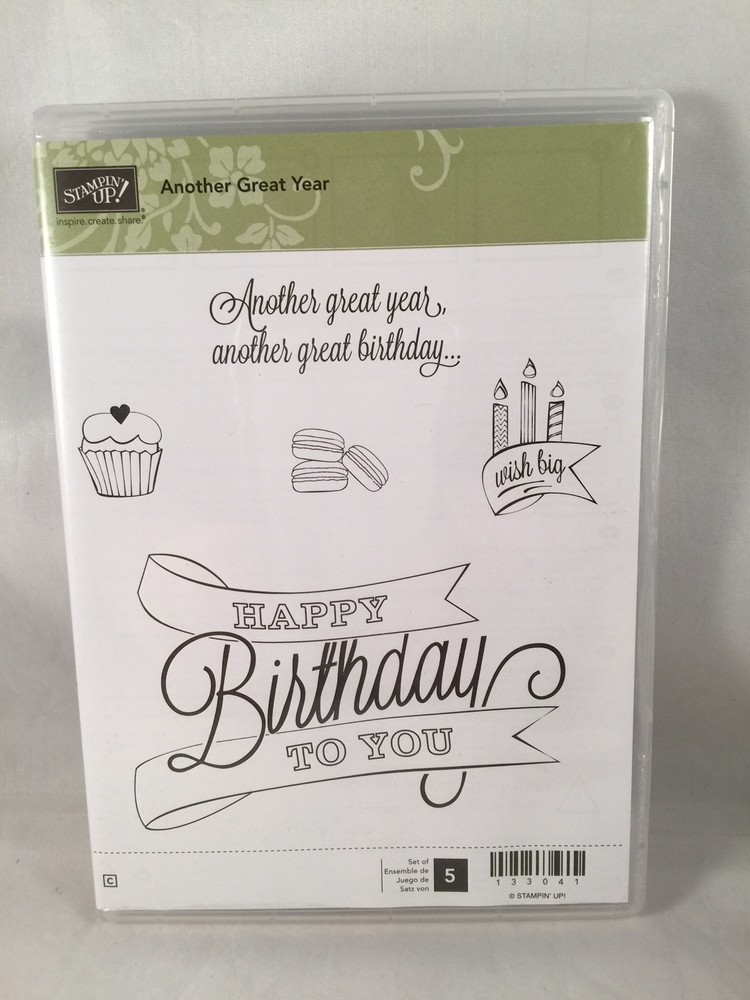 STAMPIN' UP!®
inspire.create.share.®
Another Great Year
Another great year,
another great birthday...
wish big
HAPPY
Birthday
TO YOU
C
Set of
Ensemble de
Juego de
Satz von
5
133041
© STAMPIN' UP!